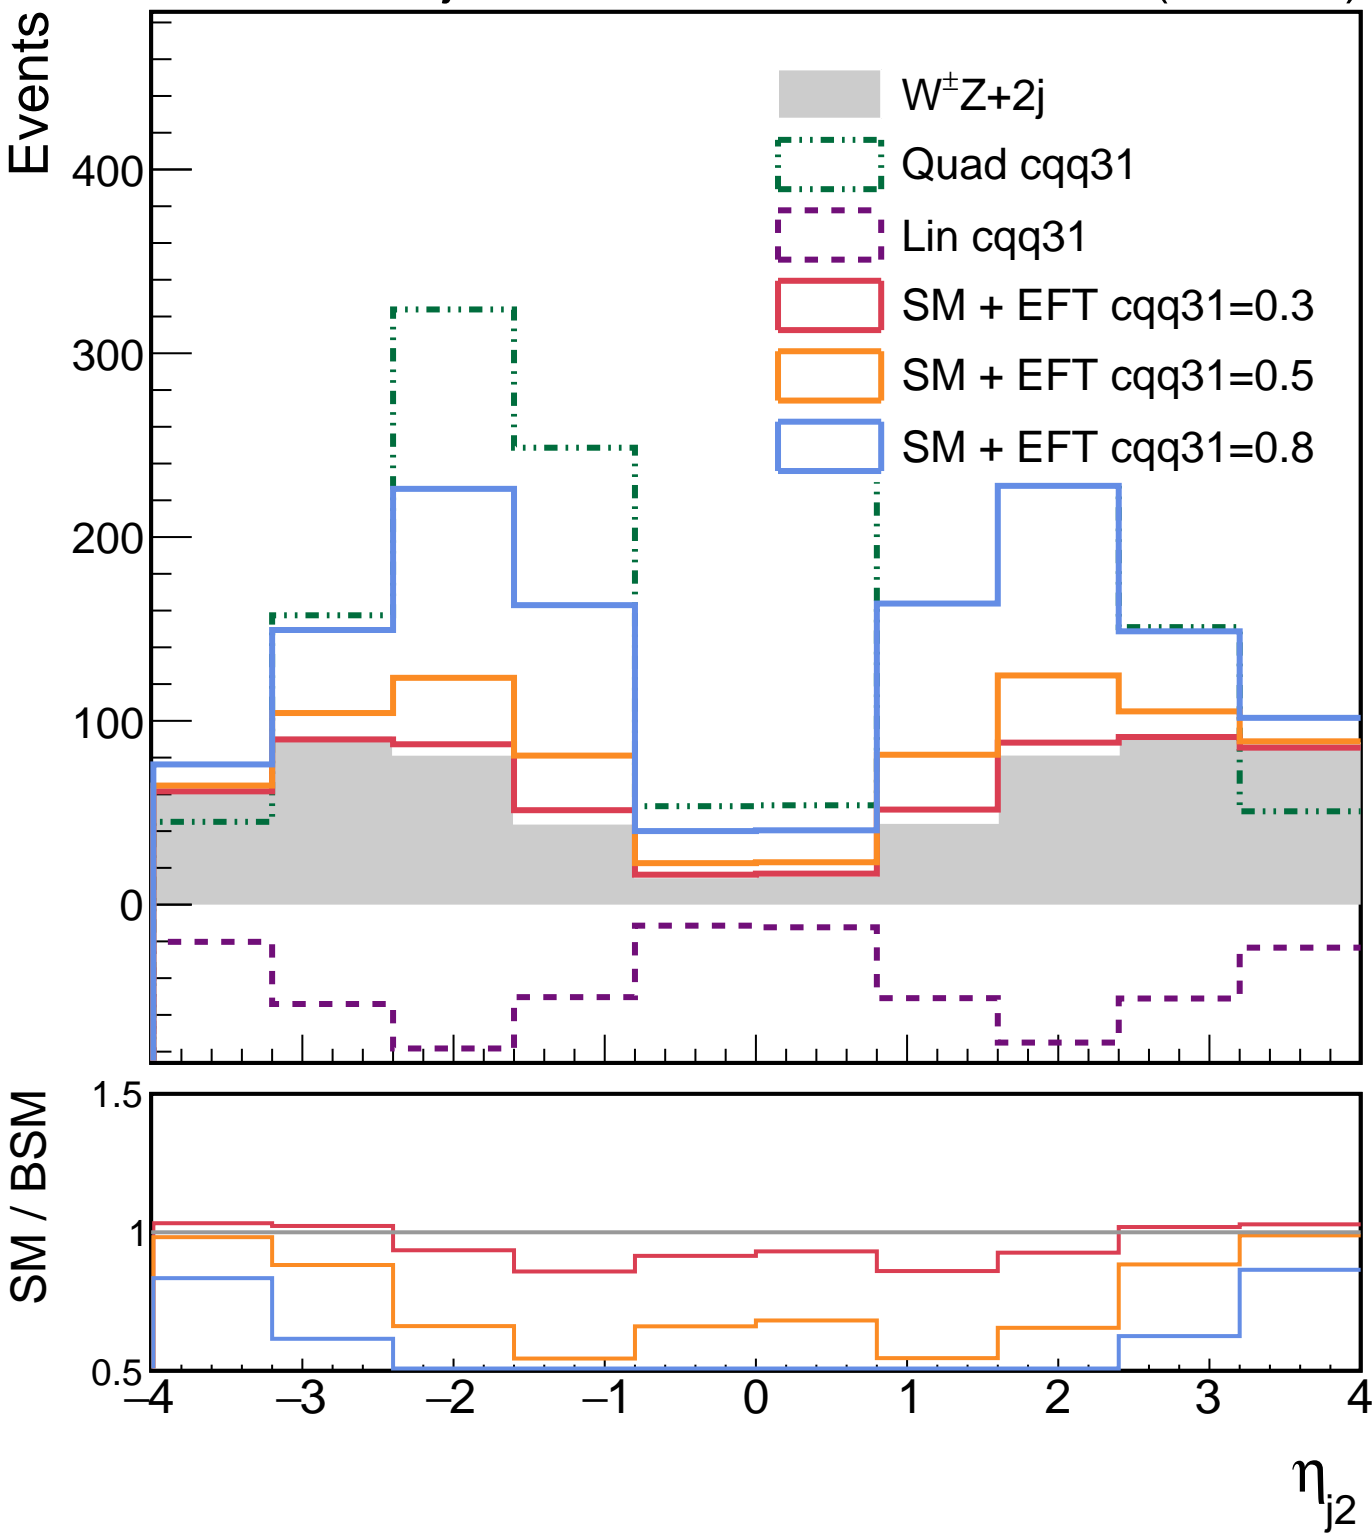 Events
W±Z+2j
Quad cqq31
Lin cqq31
SM + EFT cqq31=0.3
SM + EFT cqq31=0.5
SM + EFT cqq31=0.8
400
300
200
100
0
SM / BSM
1.5
1
0.5
−4 −3 −2 −1 0 1 2 3 4
ηj2